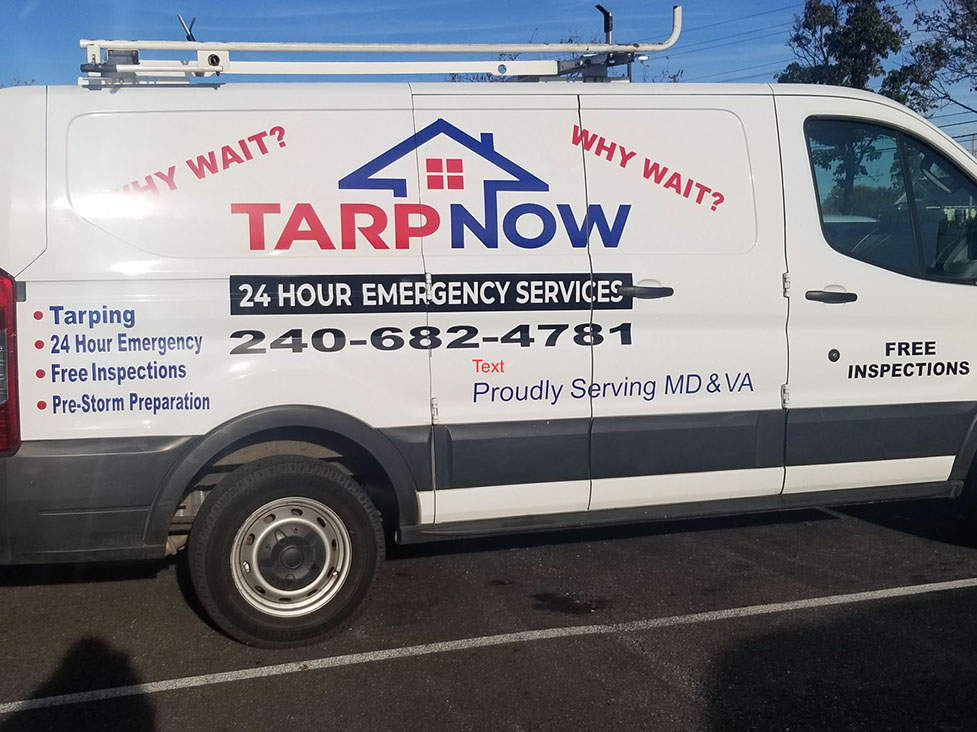 WHY WAIT?
WHY WAIT?
TARPNOW
24 HOUR EMERGENCY SERVICES
240-682-4781
Text
Proudly Serving MD & VA
• Tarping
• 24 Hour Emergency
• Free Inspections
• Pre-Storm Preparation
FREE
INSPECTIONS